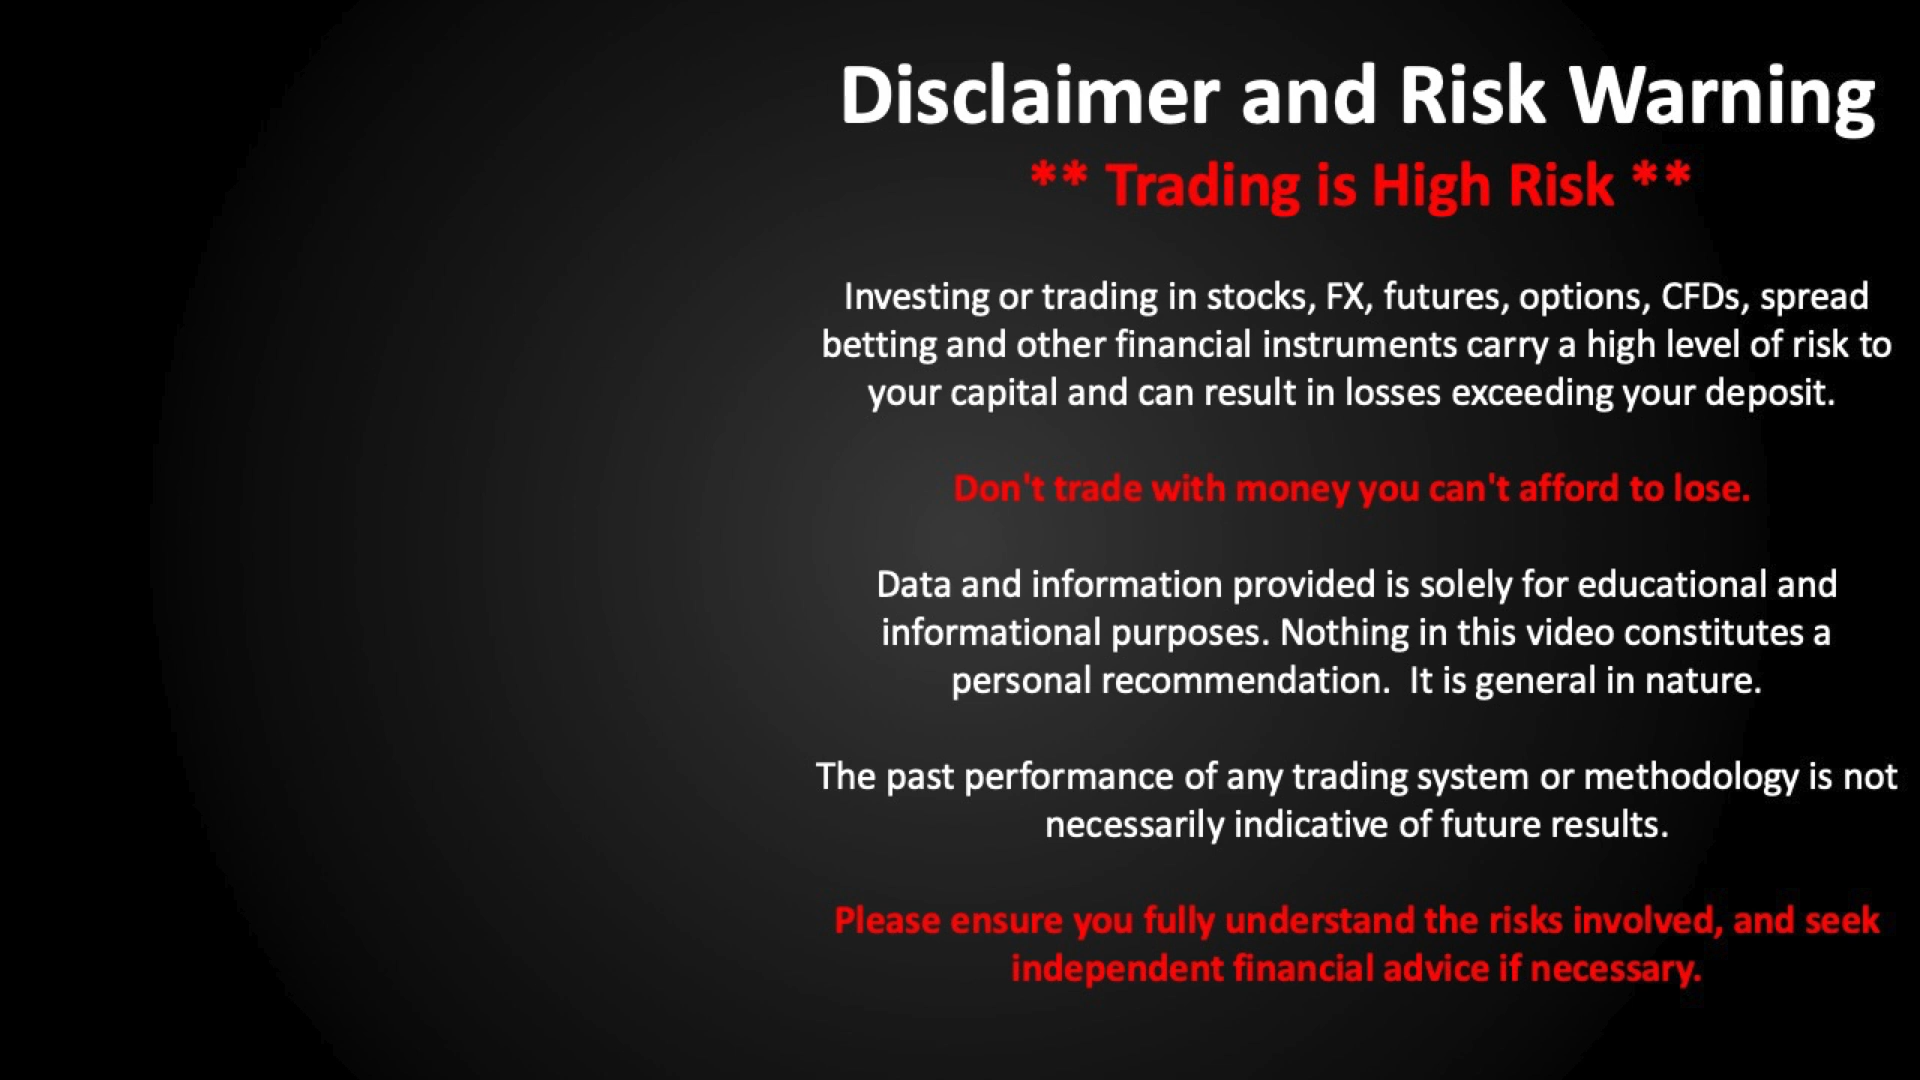 Disclaimer and Risk Warning
** Trading is High Risk **
Investing or trading in stocks, FX, futures, options, CFDs, spread
betting and other financial instruments carry a high level of risk to
your capital and can result in losses exceeding your deposit.
Don't trade with money you can't afford to lose.
Data and information provided is solely for educational and
informational purposes. Nothing in this video constitutes a
personal recommendation.  It is general in nature.
The past performance of any trading system or methodology is not
necessarily indicative of future results.
Please ensure you fully understand the risks involved, and seek
independent financial advice if necessary.